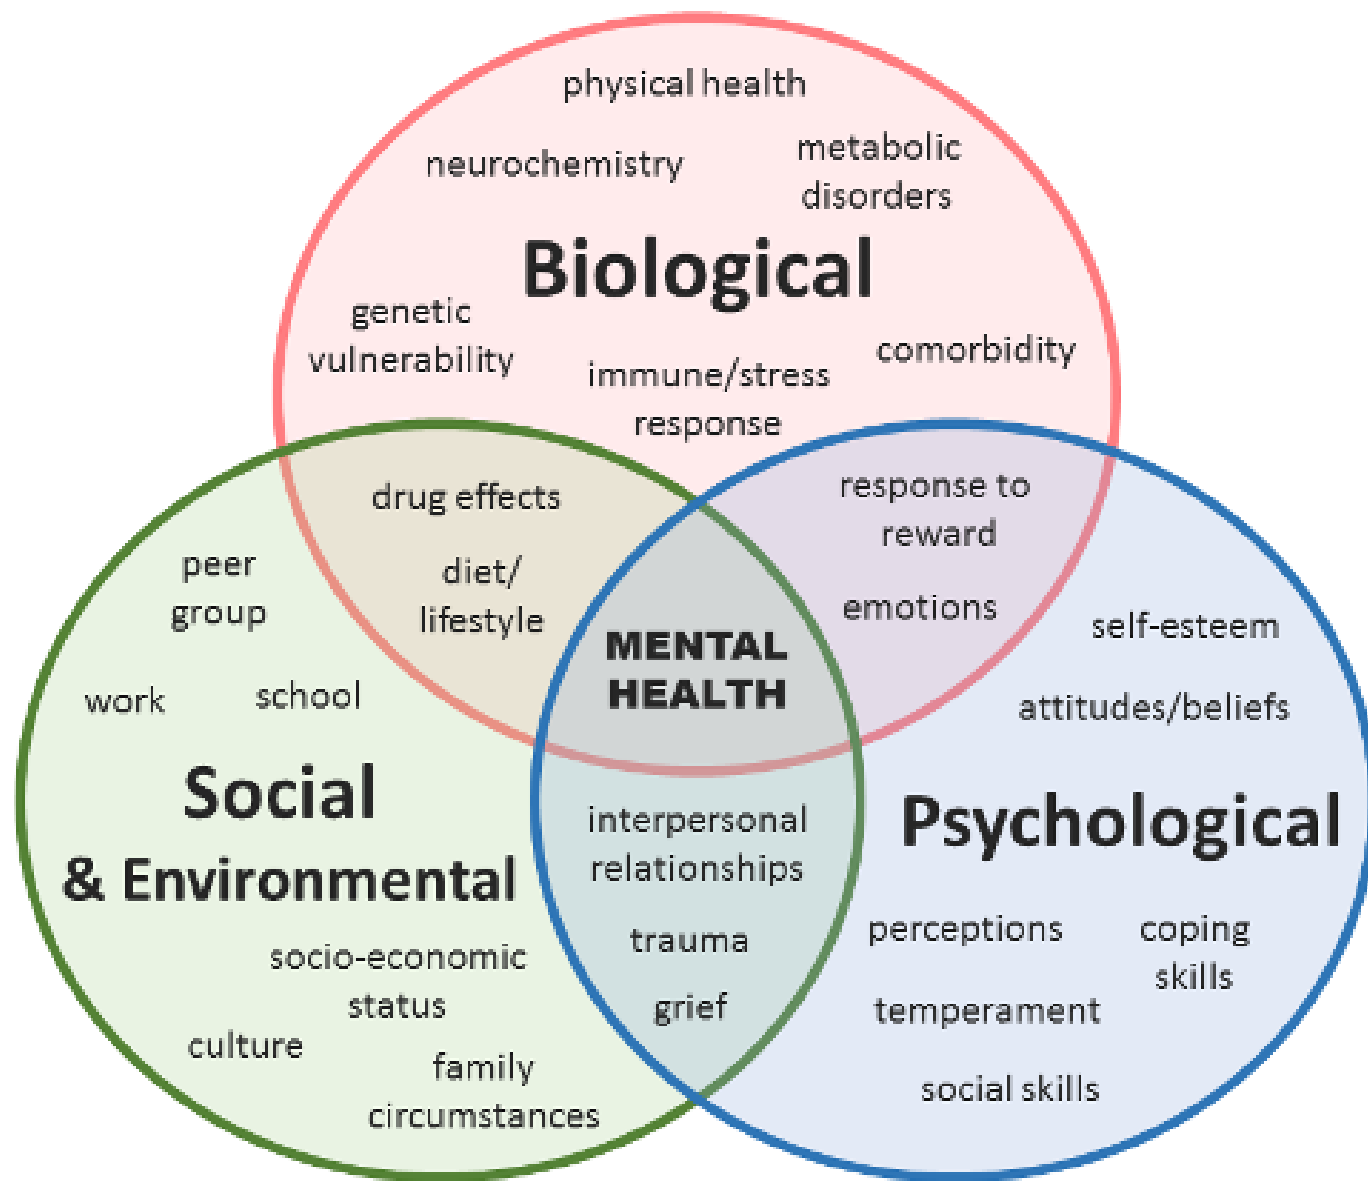 physical health
neurochemistry
metabolic
disorders
Biological
genetic
vulnerability
immune/stress
response
comorbidity
drug effects
diet/
lifestyle
response to
reward
emotions
MENTAL
HEALTH
peer
group
work
school
Social
& Environmental
socio-economic
status
culture
family
circumstances
interpersonal
relationships
trauma
grief
self-esteem
attitudes/beliefs
Psychological
perceptions
coping
skills
temperament
social skills